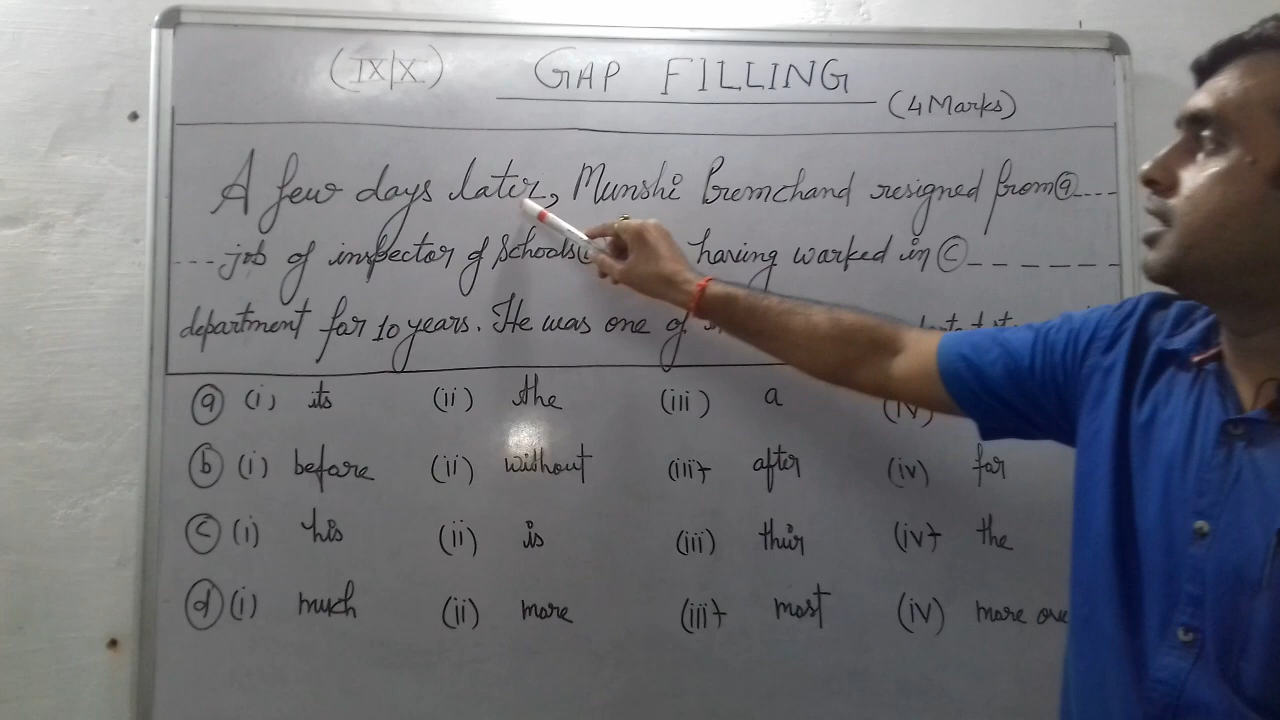 (IX|X) GAP FILLING
(4 Marks)
A few days later, Munshi Premchand resigned from ⓐ---
--- job of inspector of Schools having worked in ⓒ------
department for 10 years. He was one of
ⓐ (i) its (ii) the (iii) a (iv)
ⓑ (i) before (ii) without (iii) after (iv) for
ⓒ (i) his (ii) is (iii) their (iv) the
ⓓ (i) much (ii) more (iii) most (iv) more